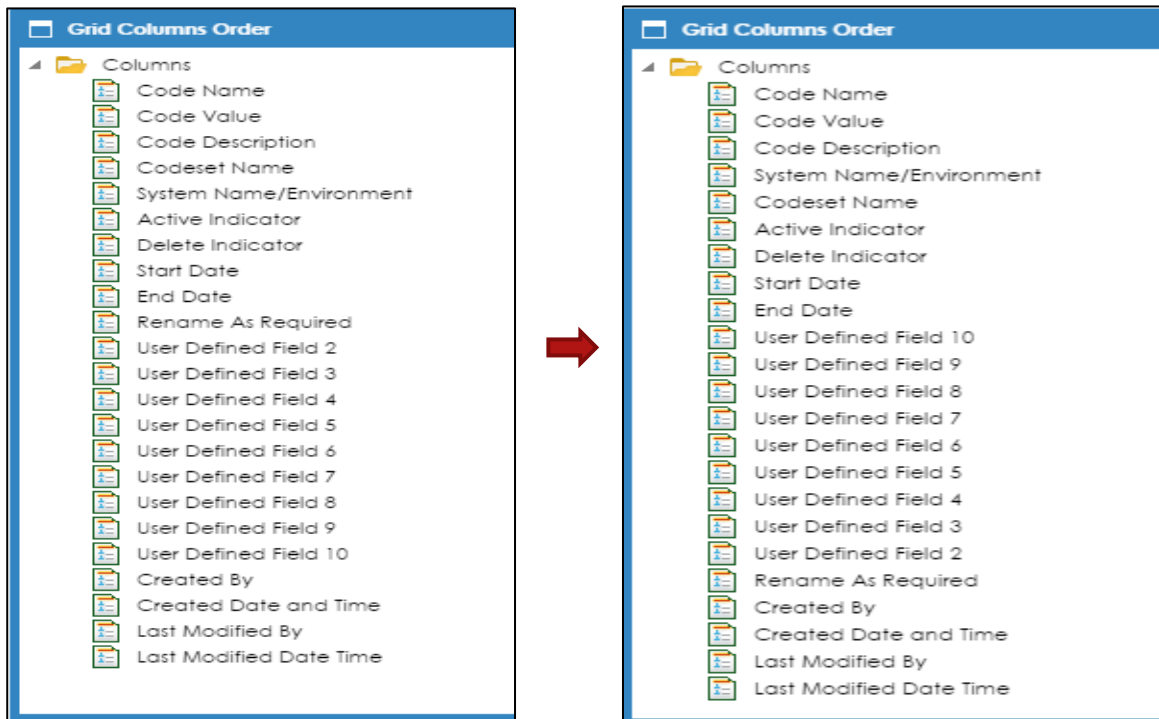 Grid Columns Order
Columns
Code Name
Code Value
Code Description
Codeset Name
System Name/Environment
Active Indicator
Delete Indicator
Start Date
End Date
Rename As Required
User Defined Field 2
User Defined Field 3
User Defined Field 4
User Defined Field 5
User Defined Field 6
User Defined Field 7
User Defined Field 8
User Defined Field 9
User Defined Field 10
Created By
Created Date and Time
Last Modified By
Last Modified Date Time
Grid Columns Order
Columns
Code Name
Code Value
Code Description
System Name/Environment
Codeset Name
Active Indicator
Delete Indicator
Start Date
End Date
User Defined Field 10
User Defined Field 9
User Defined Field 8
User Defined Field 7
User Defined Field 6
User Defined Field 5
User Defined Field 4
User Defined Field 3
User Defined Field 2
Rename As Required
Created By
Created Date and Time
Last Modified By
Last Modified Date Time